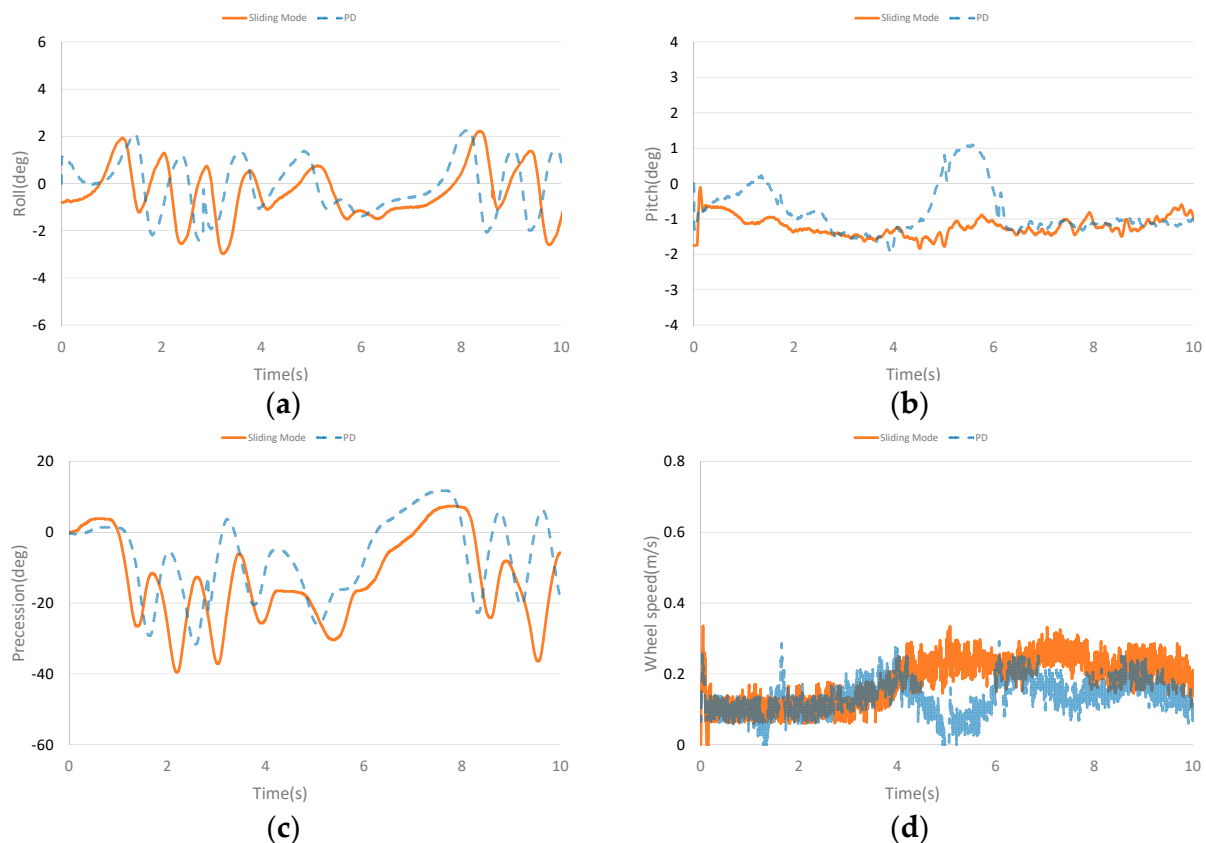 Sliding Mode PD
6
4
2
0
-2
-4
-6
Roll(deg)
0 2 4 6 8 10
Time(s)
(a)
Sliding Mode PD
4
3
2
1
0
-1
-2
-3
-4
Pitch(deg)
0 2 4 6 8 10
Time(s)
(b)
Sliding Mode PD
20
0
-20
-40
-60
Precession(deg)
0 2 4 6 8 10
Time(s)
(c)
Sliding Mode PD
0.8
0.6
0.4
0.2
0
Wheel speed(m/s)
0 2 4 6 8 10
Time(s)
(d)